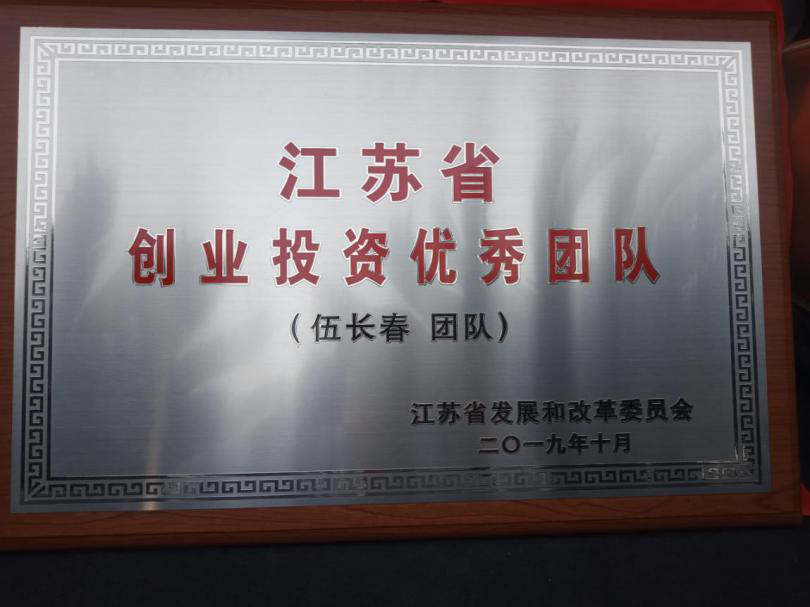 江苏省
创业投资优秀团队
（伍长春 团队）
江苏省发展和改革委员会
二〇一九年十月